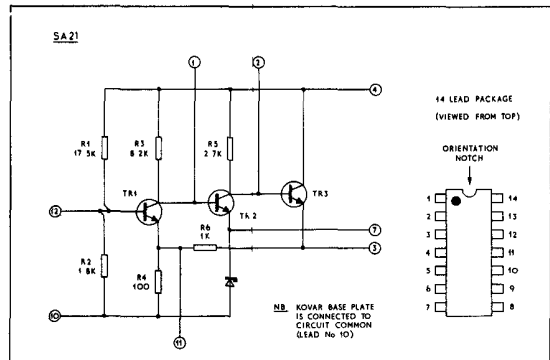 SA21
1
2
4
R1
17.5K
R3
8.2K
R5
2.7K
TR1
TR2
TR3
12
R6
1K
7
3
R2
1.8K
R4
100
10
11
NB. KOVAR BASE PLATE
IS CONNECTED TO
CIRCUIT COMMON
(LEAD No 10)
14 LEAD PACKAGE
(VIEWED FROM TOP)
ORIENTATION
NOTCH
1 14
2 13
3 12
4 11
5 10
6 9
7 8